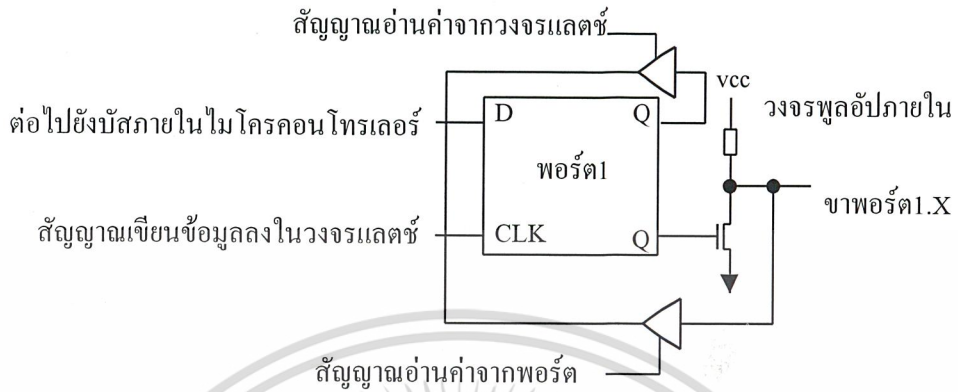 สัญญาณอ่านค่าจากวงจรแลตช์
vcc
วงจรพูลอัปภายใน
ต่อไปยังบัสภายในไมโครคอนโทรเลอร์
D
Q
พอร์ต1
ขาพอร์ต1.X
สัญญาณเขียนข้อมูลลงในวงจรแลตช์
CLK
Q
สัญญาณอ่านค่าจากพอร์ต